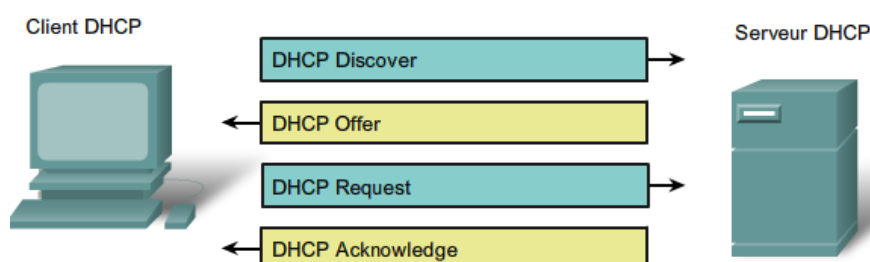 Client DHCP
Serveur DHCP
DHCP Discover
DHCP Offer
DHCP Request
DHCP Acknowledge